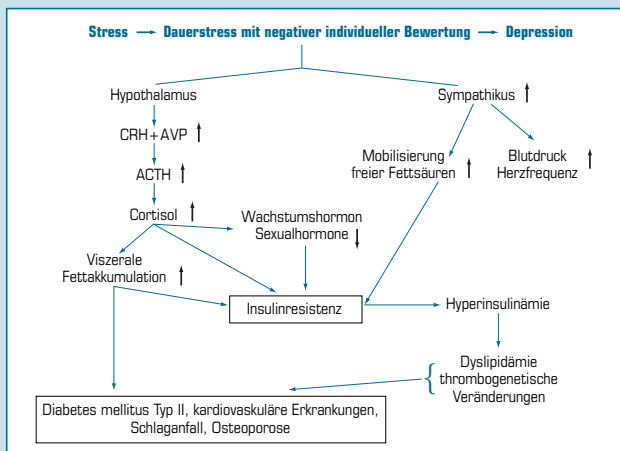 Stress → Dauerstress mit negativer individueller Bewertung → Depression
Hypothalamus
Sympathikus ↑
CRH+AVP ↑
Mobilisierung
freier Fettsäuren ↑
Blutdruck
Herzfrequenz ↑
ACTH ↑
Cortisol ↑
Wachstumshormon
Sexualhormone ↓
Viszerale
Fettakkumulation ↑
Insulinresistenz
Hyperinsulinämie
Dyslipidämie
thrombogenetische
Veränderungen
Diabetes mellitus Typ II, kardiovaskuläre Erkrankungen,
Schlaganfall, Osteoporose